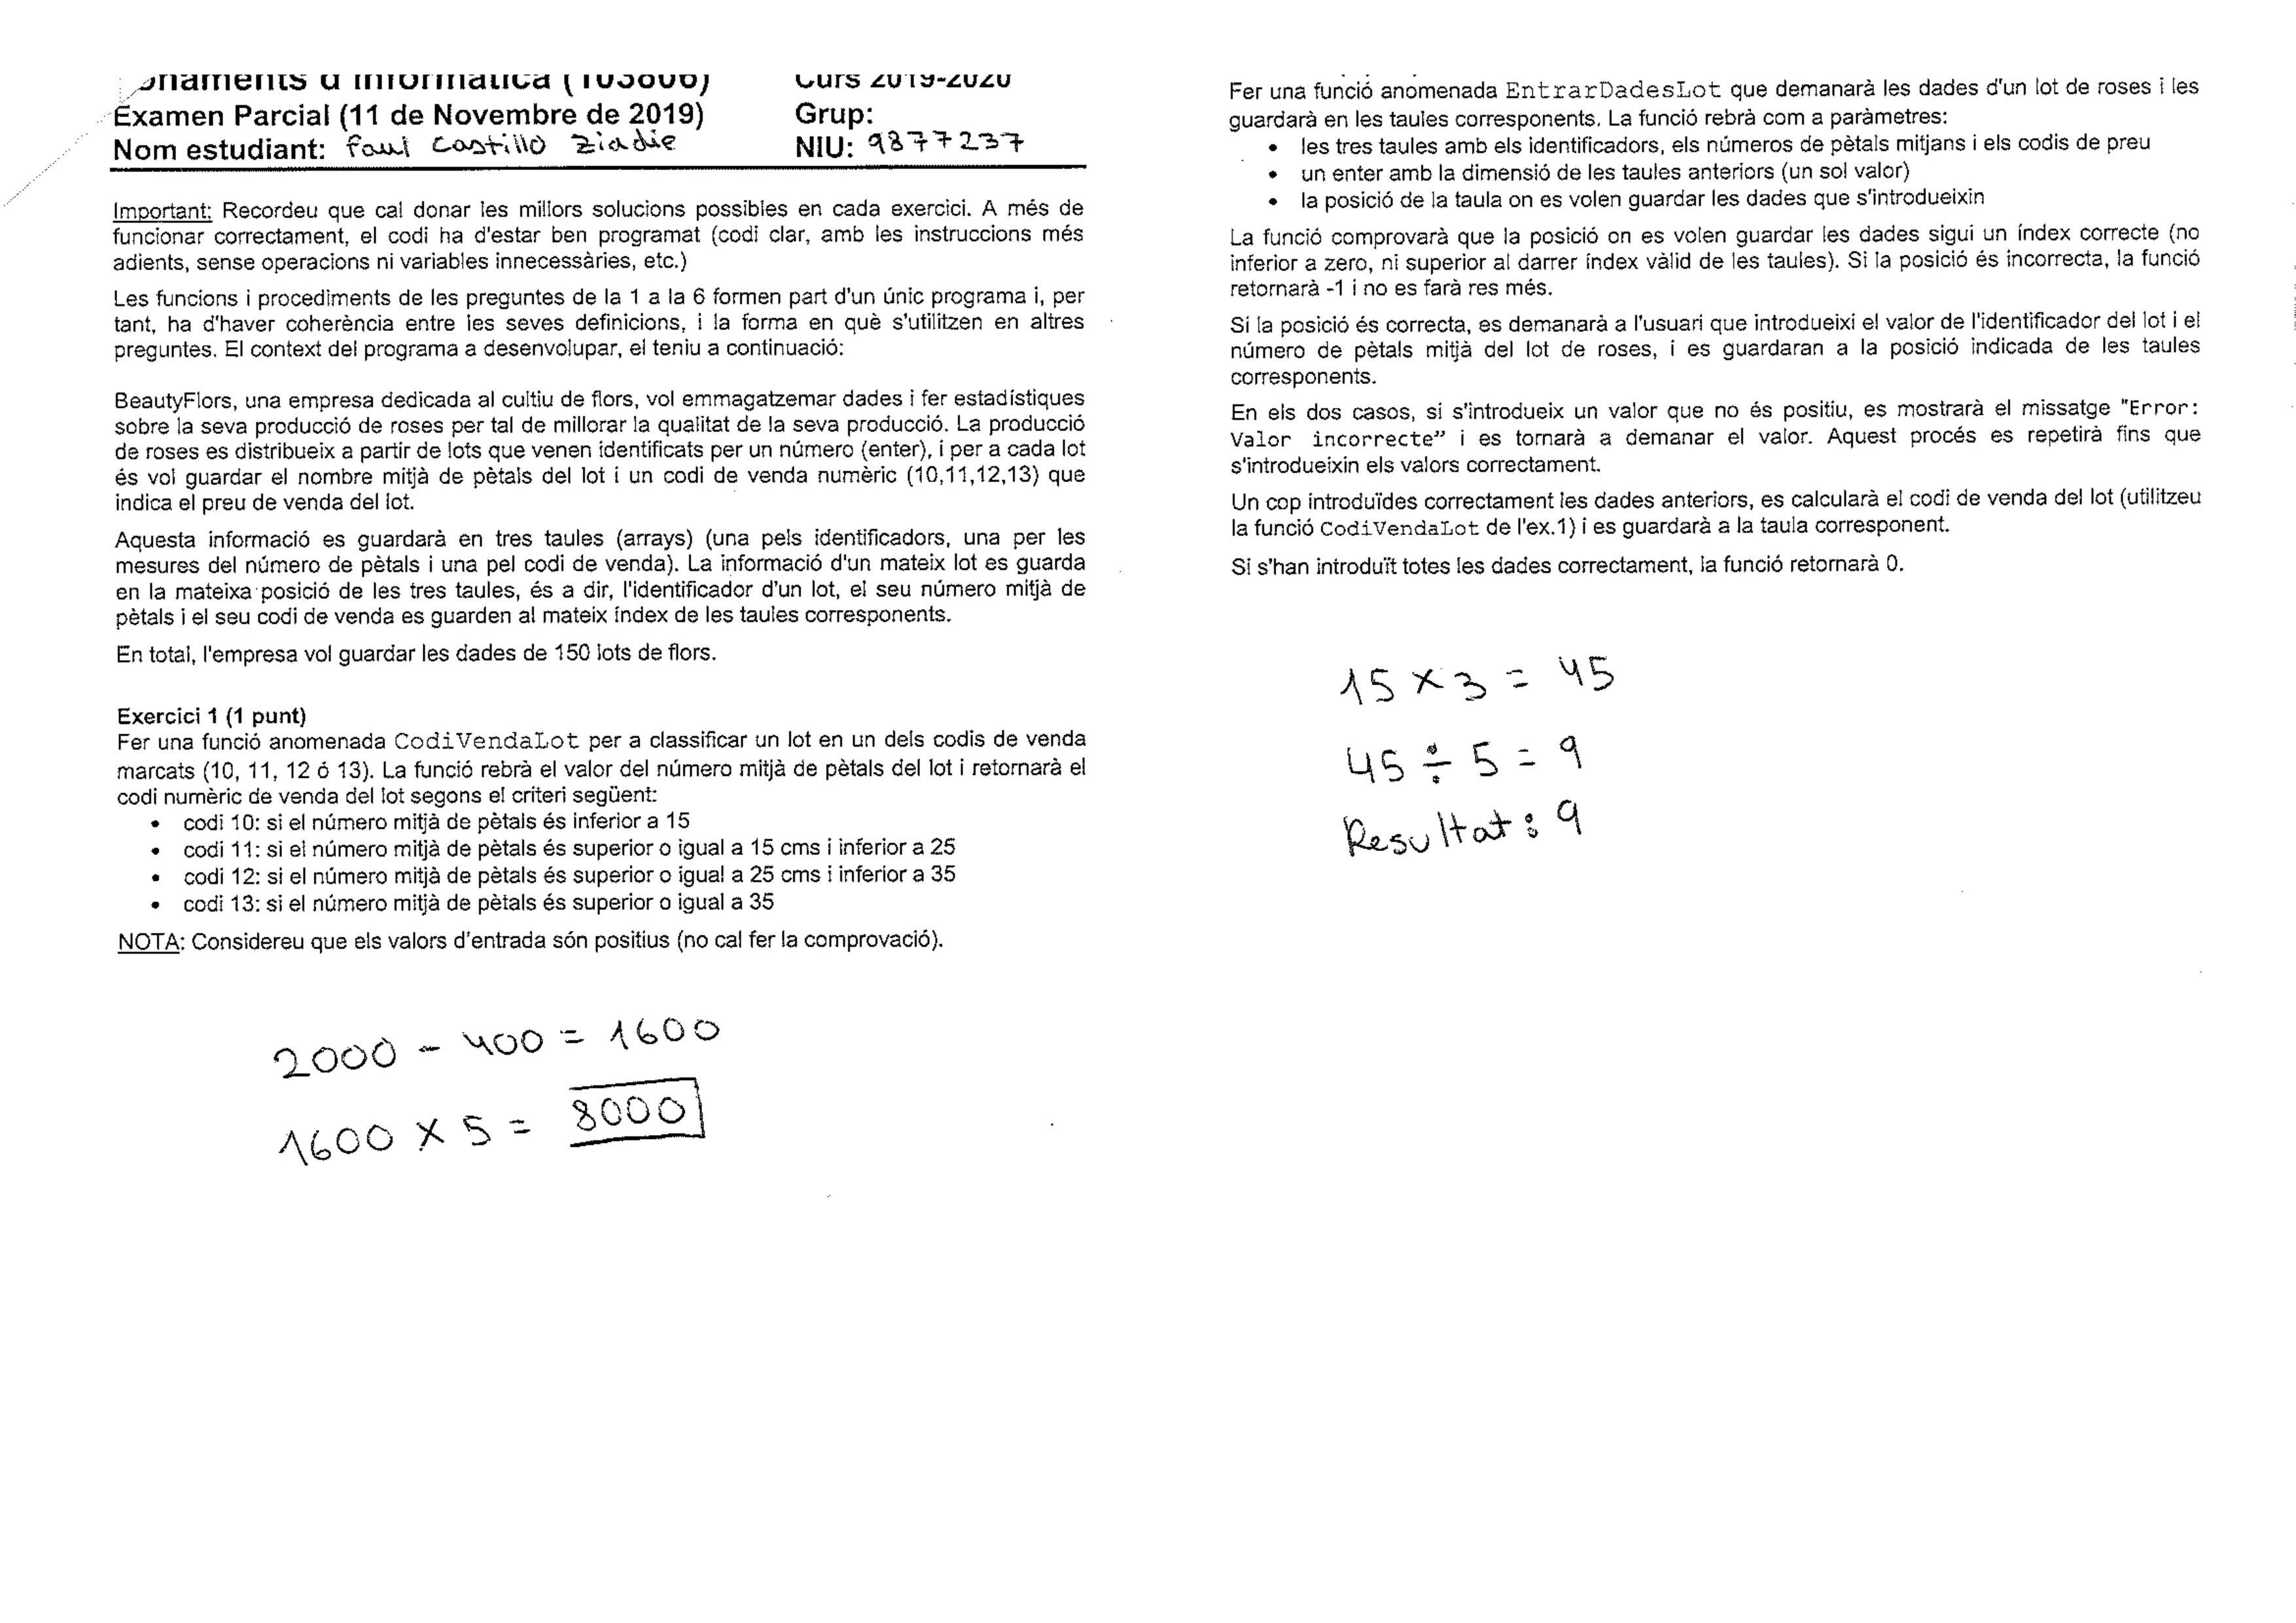 onaments d'Informàtica (103806) Curs 2019-2020
Examen Parcial (11 de Novembre de 2019) Grup:
Nom estudiant: Castillo Ziadie NIU: 9877237
Important: Recordeu que cal donar les millors solucions possibles en cada exercici. A més de
funcionar correctament, el codi ha d'estar ben programat (codi clar, amb les instruccions més
adients, sense operacions ni variables innecessàries, etc.)
Les funcions i procediments de les preguntes de la 1 a la 6 formen part d'un únic programa i, per
tant, ha d'haver coherència entre les seves definicions, i la forma en què s'utilitzen en altres
preguntes. El context del programa a desenvolupar, el teniu a continuació:
BeautyFlors, una empresa dedicada al cultiu de flors, vol emmagatzemar dades i fer estadístiques
sobre la seva producció de roses per tal de millorar la qualitat de la seva producció. La producció
de roses es distribueix a partir de lots que venen identificats per un número (enter), i per a cada lot
és vol guardar el nombre mitjà de pètals del lot i un codi de venda numèric (10,11,12,13) que
indica el preu de venda del lot.
Aquesta informació es guardarà en tres taules (arrays) (una pels identificadors, una per les
mesures del número de pètals i una pel codi de venda). La informació d'un mateix lot es guarda
en la mateixa posició de les tres taules, és a dir, l'identificador d'un lot, el seu número mitjà de
pètals i el seu codi de venda es guarden al mateix índex de les taules corresponents.
En total, l'empresa vol guardar les dades de 150 lots de flors.
Exercici 1 (1 punt)
Fer una funció anomenada CodiVendaLot per a classificar un lot en un dels codis de venda
marcats (10, 11, 12 ó 13). La funció rebrà el valor del número mitjà de pètals del lot i retornarà el
codi numèric de venda del lot segons el criteri següent:
• codi 10: si el número mitjà de pètals és inferior a 15
• codi 11: si el número mitjà de pètals és superior o igual a 15 cms i inferior a 25
• codi 12: si el número mitjà de pètals és superior o igual a 25 cms i inferior a 35
• codi 13: si el número mitjà de pètals és superior o igual a 35
NOTA: Considereu que els valors d'entrada són positius (no cal fer la comprovació).
2000 - 400 = 1600
1600 x 5 = 8000
Fer una funció anomenada EntrarDadesLot que demanarà les dades d'un lot de roses i les
guardarà en les taules corresponents. La funció rebrà com a paràmetres:
• les tres taules amb els identificadors, els números de pètals mitjans i els codis de preu
• un enter amb la dimensió de les taules anteriors (un sol valor)
• la posició de la taula on es volen guardar les dades que s'introdueixin
La funció comprovarà que la posició on es volen guardar les dades sigui un índex correcte (no
inferior a zero, ni superior al darrer índex vàlid de les taules). Si la posició és incorrecta, la funció
retornarà -1 i no es farà res més.
Si la posició és correcta, es demanarà a l'usuari que introdueixi el valor de l'identificador del lot i el
número de pètals mitjà del lot de roses, i es guardaran a la posició indicada de les taules
corresponents.
En els dos casos, si s'introdueix un valor que no és positiu, es mostrarà el missatge "Error:
Valor incorrecte” i es tornarà a demanar el valor. Aquest procés es repetirà fins que
s'introdueixin els valors correctament.
Un cop introduïdes correctament les dades anteriors, es calcularà el codi de venda del lot (utilitzeu
la funció CodiVendaLot de l'ex.1) i es guardarà a la taula corresponent.
Si s'han introduït totes les dades correctament, la funció retornarà 0.
15 x 3 = 45
45 ÷ 5 = 9
Resultat: 9